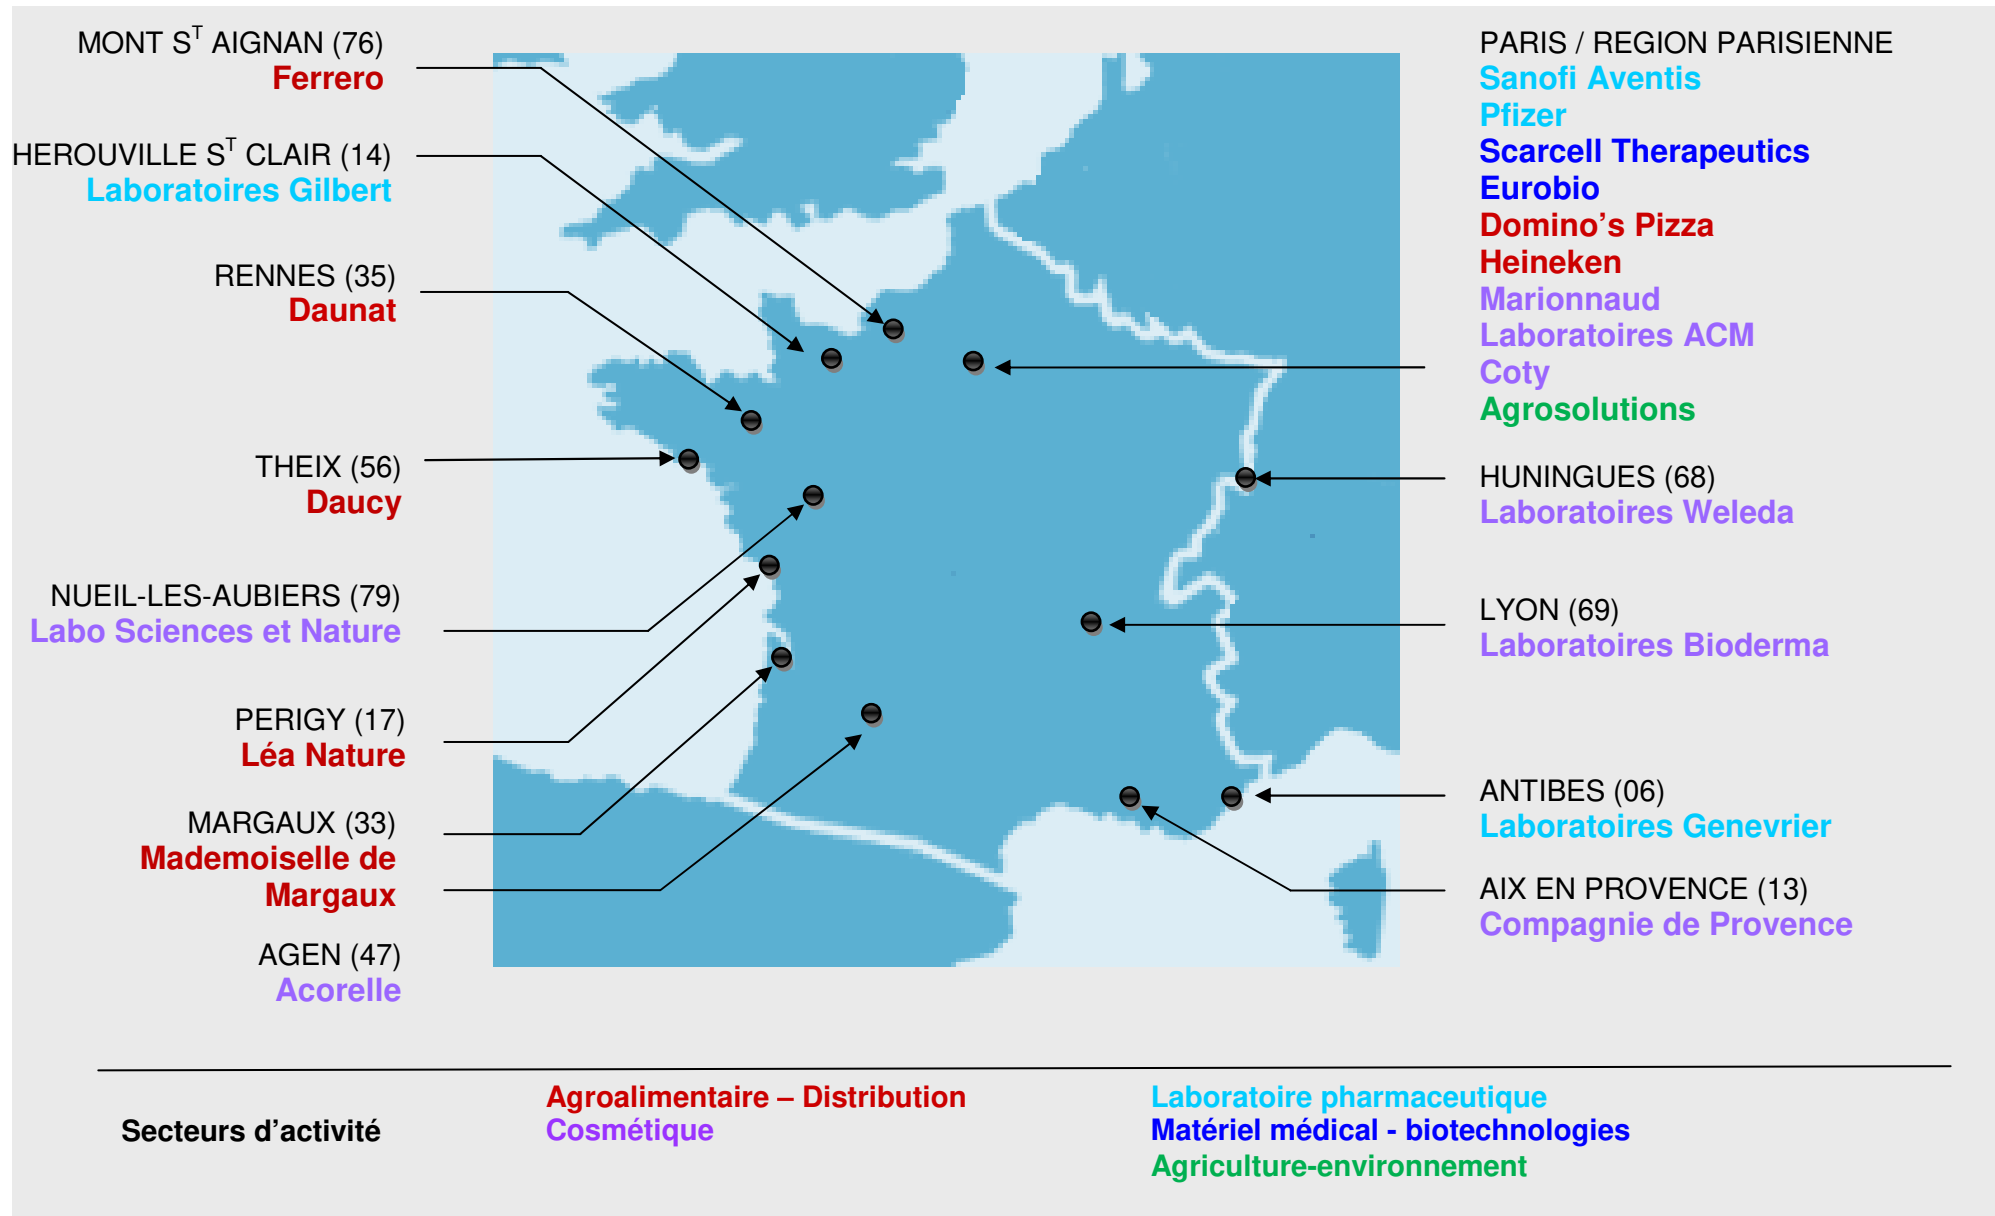 MONT ST AIGNAN (76)
Ferrero
HEROUVILLE ST CLAIR (14)
Laboratoires Gilbert
RENNES (35)
Daunat
THEIX (56)
Daucy
NUEIL-LES-AUBIERS (79)
Labo Sciences et Nature
PERIGY (17)
Léa Nature
MARGAUX (33)
Mademoiselle de
Margaux
AGEN (47)
Acorelle
PARIS / REGION PARISIENNE
Sanofi Aventis
Pfizer
Scarcell Therapeutics
Eurobio
Domino’s Pizza
Heineken
Marionnaud
Laboratoires ACM
Coty
Agrosolutions
HUNINGUES (68)
Laboratoires Weleda
LYON (69)
Laboratoires Bioderma
ANTIBES (06)
Laboratoires Genevrier
AIX EN PROVENCE (13)
Compagnie de Provence
Secteurs d’activité
Agroalimentaire – Distribution
Cosmétique
Laboratoire pharmaceutique
Matériel médical - biotechnologies
Agriculture-environnement